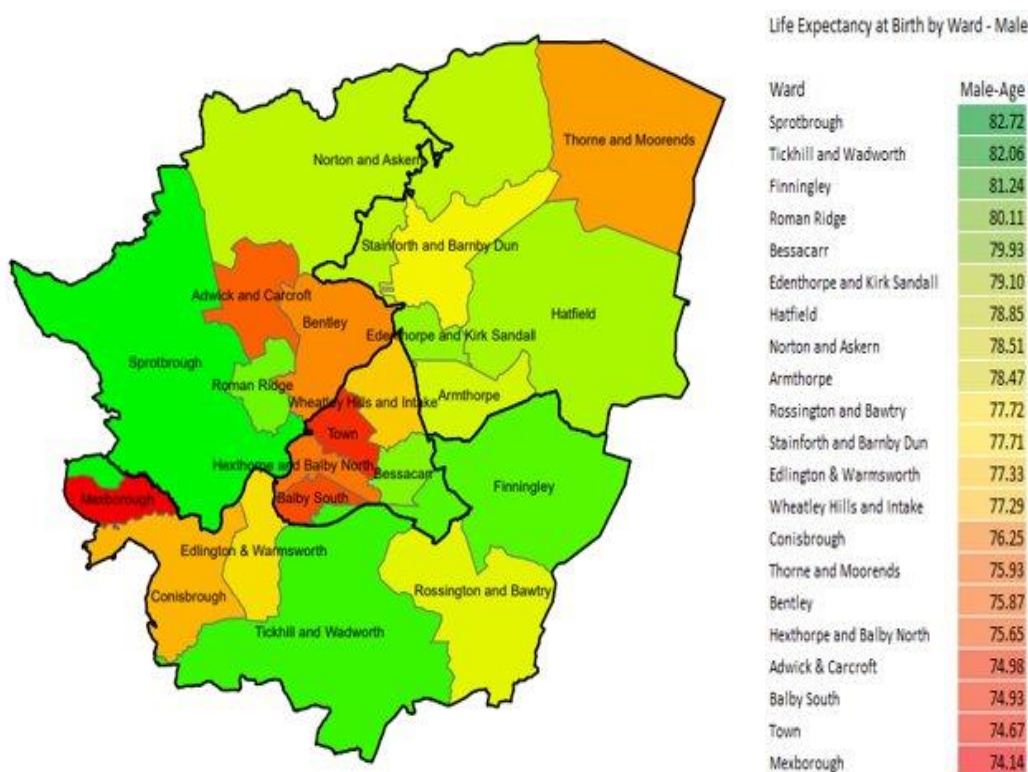 Life Expectancy at Birth by Ward - Male
Ward Male-Age
Sprotbrough 82.72
Tickhill and Wadworth 82.06
Finningley 81.24
Roman Ridge 80.11
Bessacarr 79.93
Edenthorpe and Kirk Sandall 79.10
Hatfield 78.85
Norton and Askern 78.51
Armthorpe 78.47
Rossington and Bawtry 77.72
Stainforth and Barnby Dun 77.71
Edlington & Warmsworth 77.33
Wheatley Hills and Intake 77.29
Conisbrough 76.25
Thorne and Moorends 75.93
Bentley 75.87
Hexthorpe and Balby North 75.65
Adwick & Carcroft 74.98
Balby South 74.93
Town 74.67
Mexborough 74.14
Thorne and Moorends
Norton and Askern
Stainforth and Barnby Dun
Adwick and Carcroft
Hatfield
Bentley
Edenthorpe and Kirk Sandall
Sprotbrough
Roman Ridge
Armthorpe
Wheatley Hills and Intake
Town
Hexthorpe and Balby North
Bessacarr
Finningley
Mexborough
Balby South
Edlington & Warmsworth
Rossington and Bawtry
Conisbrough
Tickhill and Wadworth